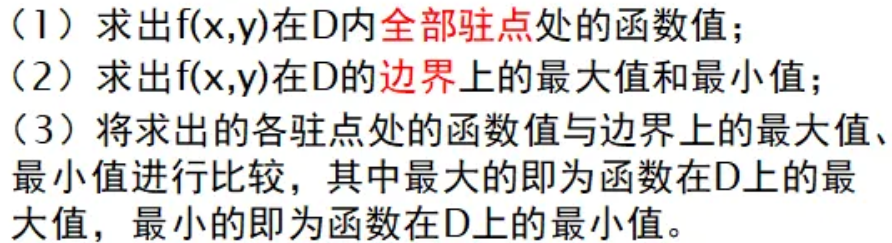 （1）求出f(x,y)在D内全部驻点处的函数值；
（2）求出f(x,y)在D的边界上的最大值和最小值；
（3）将求出的各驻点处的函数值与边界上的最大值、
最小值进行比较，其中最大的即为函数在D上的最
大值，最小的即为函数在D上的最小值。